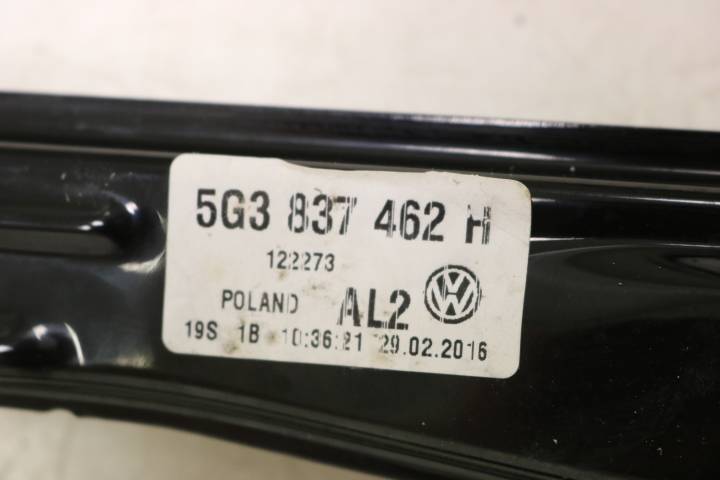 5G3 837 462 H
122273
POLAND AL2
19S 1B 10:36:21 29.02.2016